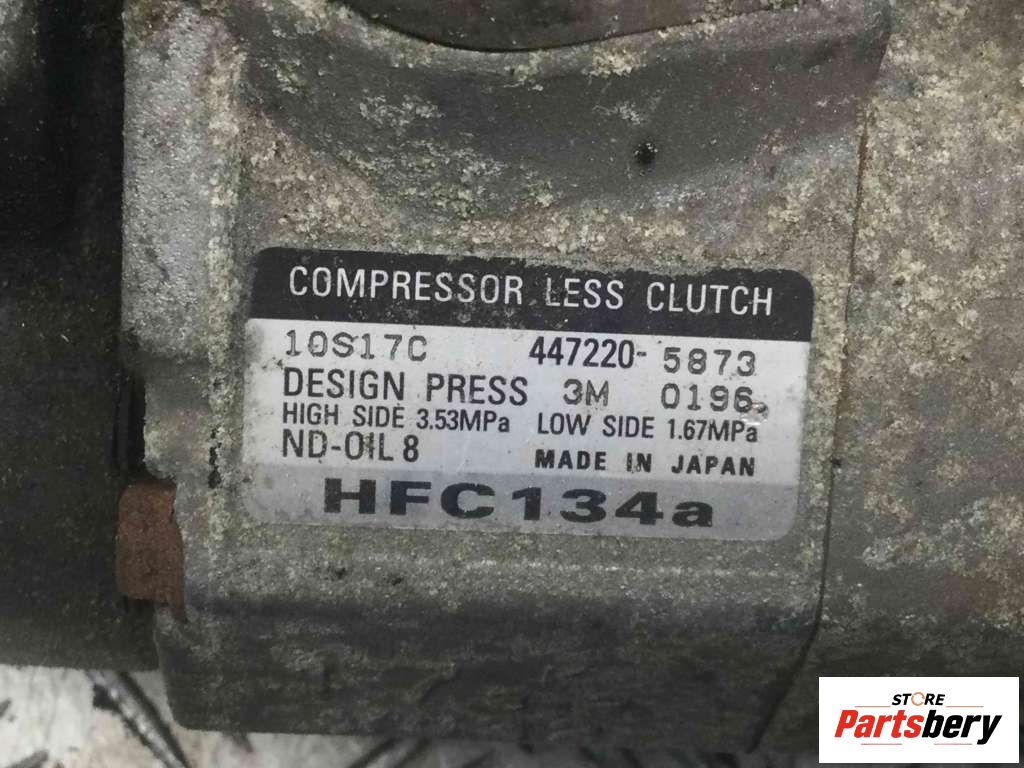 COMPRESSOR LESS CLUTCH
10S17C 447220-5873
DESIGN PRESS 3M 0196
HIGH SIDE 3.53MPa LOW SIDE 1.67MPa
ND-OIL 8 MADE IN JAPAN
HFC134a
STORE
Partsbery